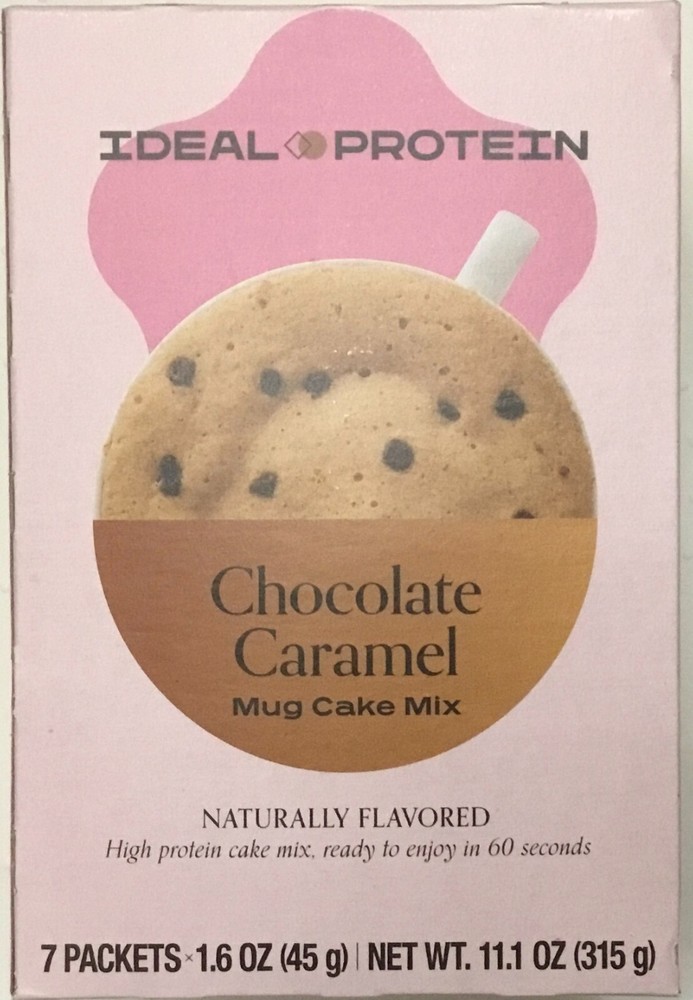 IDEAL PROTEIN
Chocolate
Caramel
Mug Cake Mix
NATURALLY FLAVORED
High protein cake mix, ready to enjoy in 60 seconds
7 PACKETS × 1.6 OZ (45 g) | NET WT. 11.1 OZ (315 g)